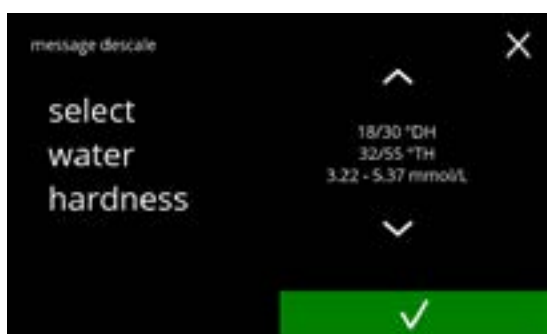 message descale
select
water
hardness
18/30 °DH
32/55 °TH
3.22 - 5.37 mmol/L